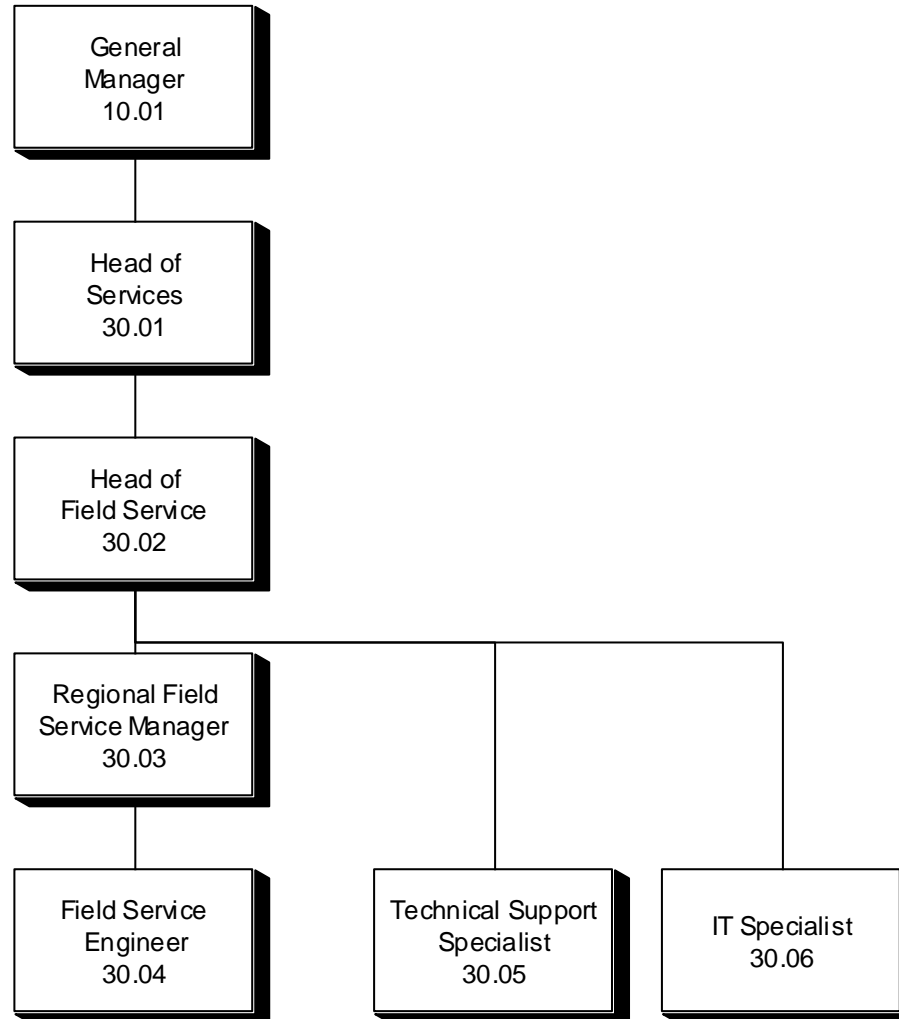 General
Manager
10.01
Head of
Services
30.01
Head of
Field Service
30.02
Regional Field
Service Manager
30.03
Field Service
Engineer
30.04
Technical Support
Specialist
30.05
IT Specialist
30.06